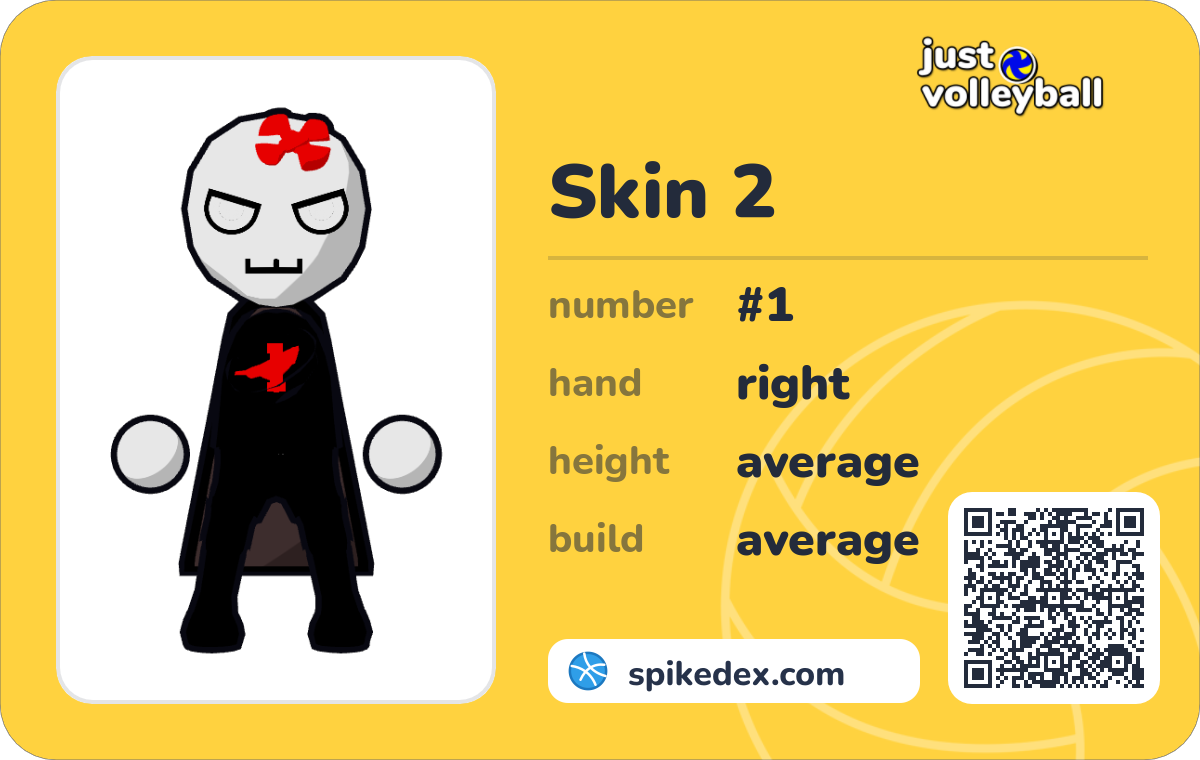 just
volleyball
Skin 2
number #1
hand right
height average
build average
spikedex.com